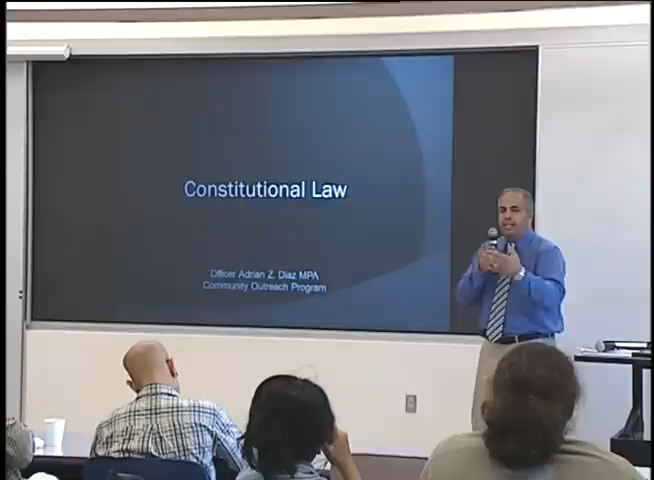 Constitutional Law
Officer Adrian Z. Diaz MPA
Community Outreach Program